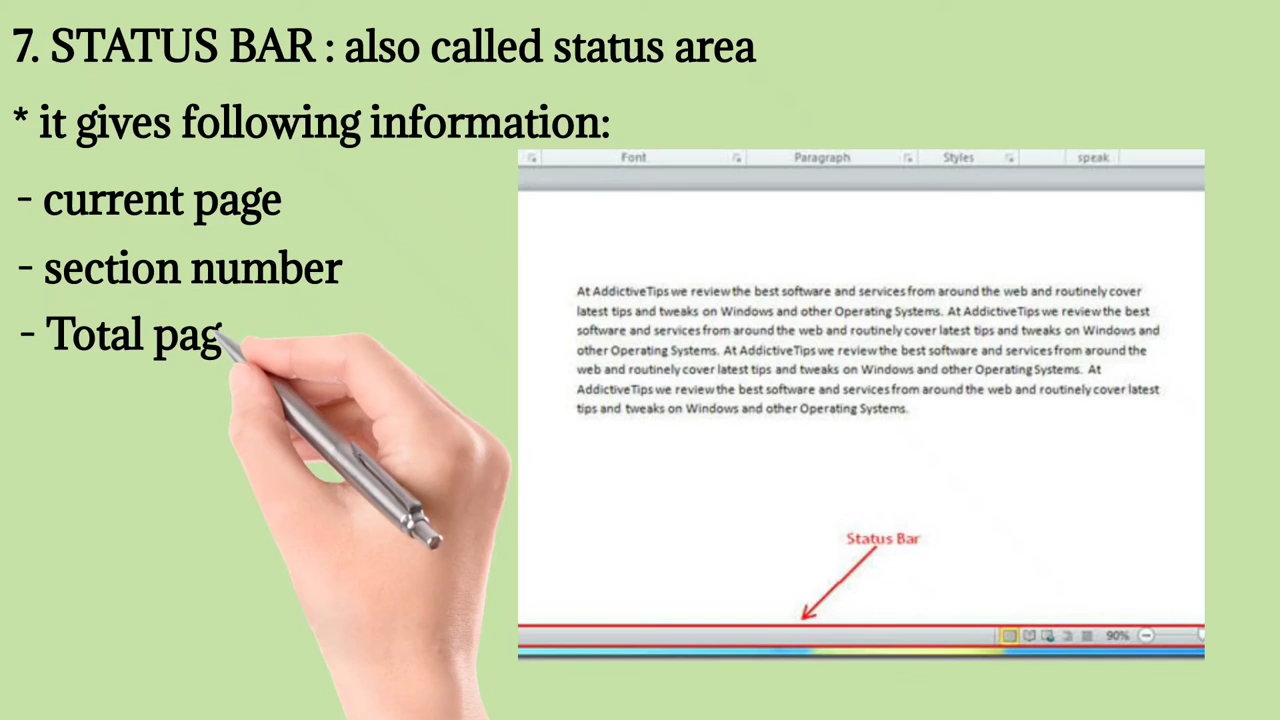 7. STATUS BAR : also called status area
* it gives following information:
- current page
- section number
- Total pag
Font Paragraph Styles speak
At AddictiveTips we review the best software and services from around the web and routinely cover
latest tips and tweaks on Windows and other Operating Systems. At AddictiveTips we review the best
software and services from around the web and routinely cover latest tips and tweaks on Windows and
other Operating Systems. At AddictiveTips we review the best software and services from around the
web and routinely cover latest tips and tweaks on Windows and other Operating Systems. At
AddictiveTips we review the best software and services from around the web and routinely cover latest
tips and tweaks on Windows and other Operating Systems.
Status Bar
90%